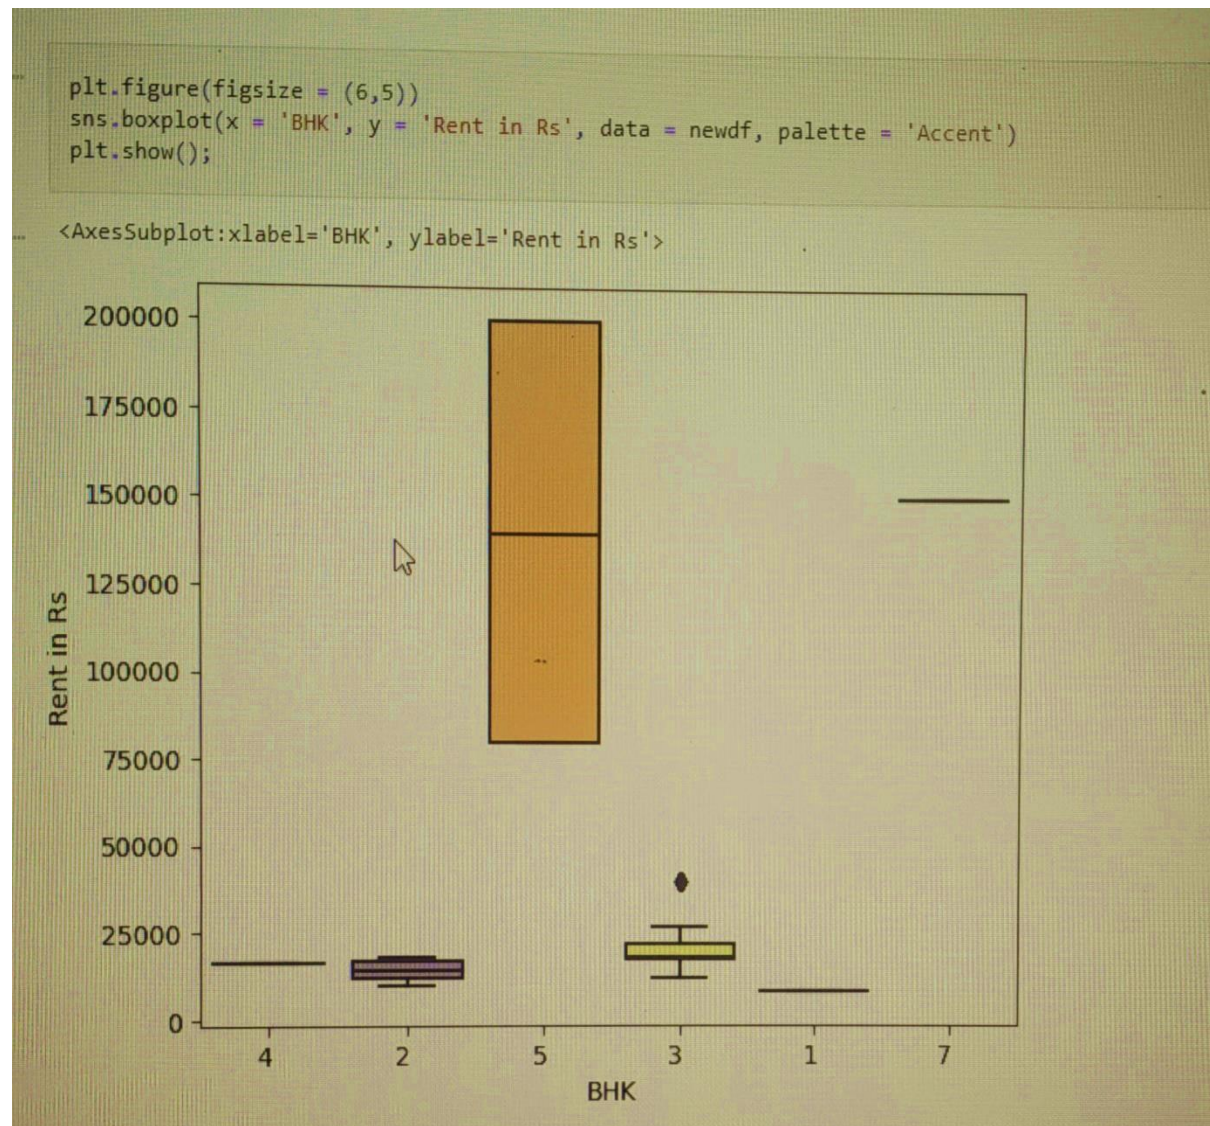 plt.figure(figsize = (6,5))
sns.boxplot(x = 'BHK', y = 'Rent in Rs', data = newdf, palette = 'Accent')
plt.show();
<AxesSubplot:xlabel='BHK', ylabel='Rent in Rs'>
200000
175000
150000
125000
100000
75000
50000
25000
0
Rent in Rs
4 2 5 3 1 7
BHK